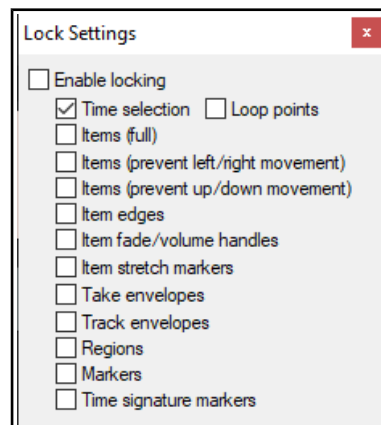 Lock Settings x
Enable locking
Time selection Loop points
Items (full)
Items (prevent left/right movement)
Items (prevent up/down movement)
Item edges
Item fade/volume handles
Item stretch markers
Take envelopes
Track envelopes
Regions
Markers
Time signature markers